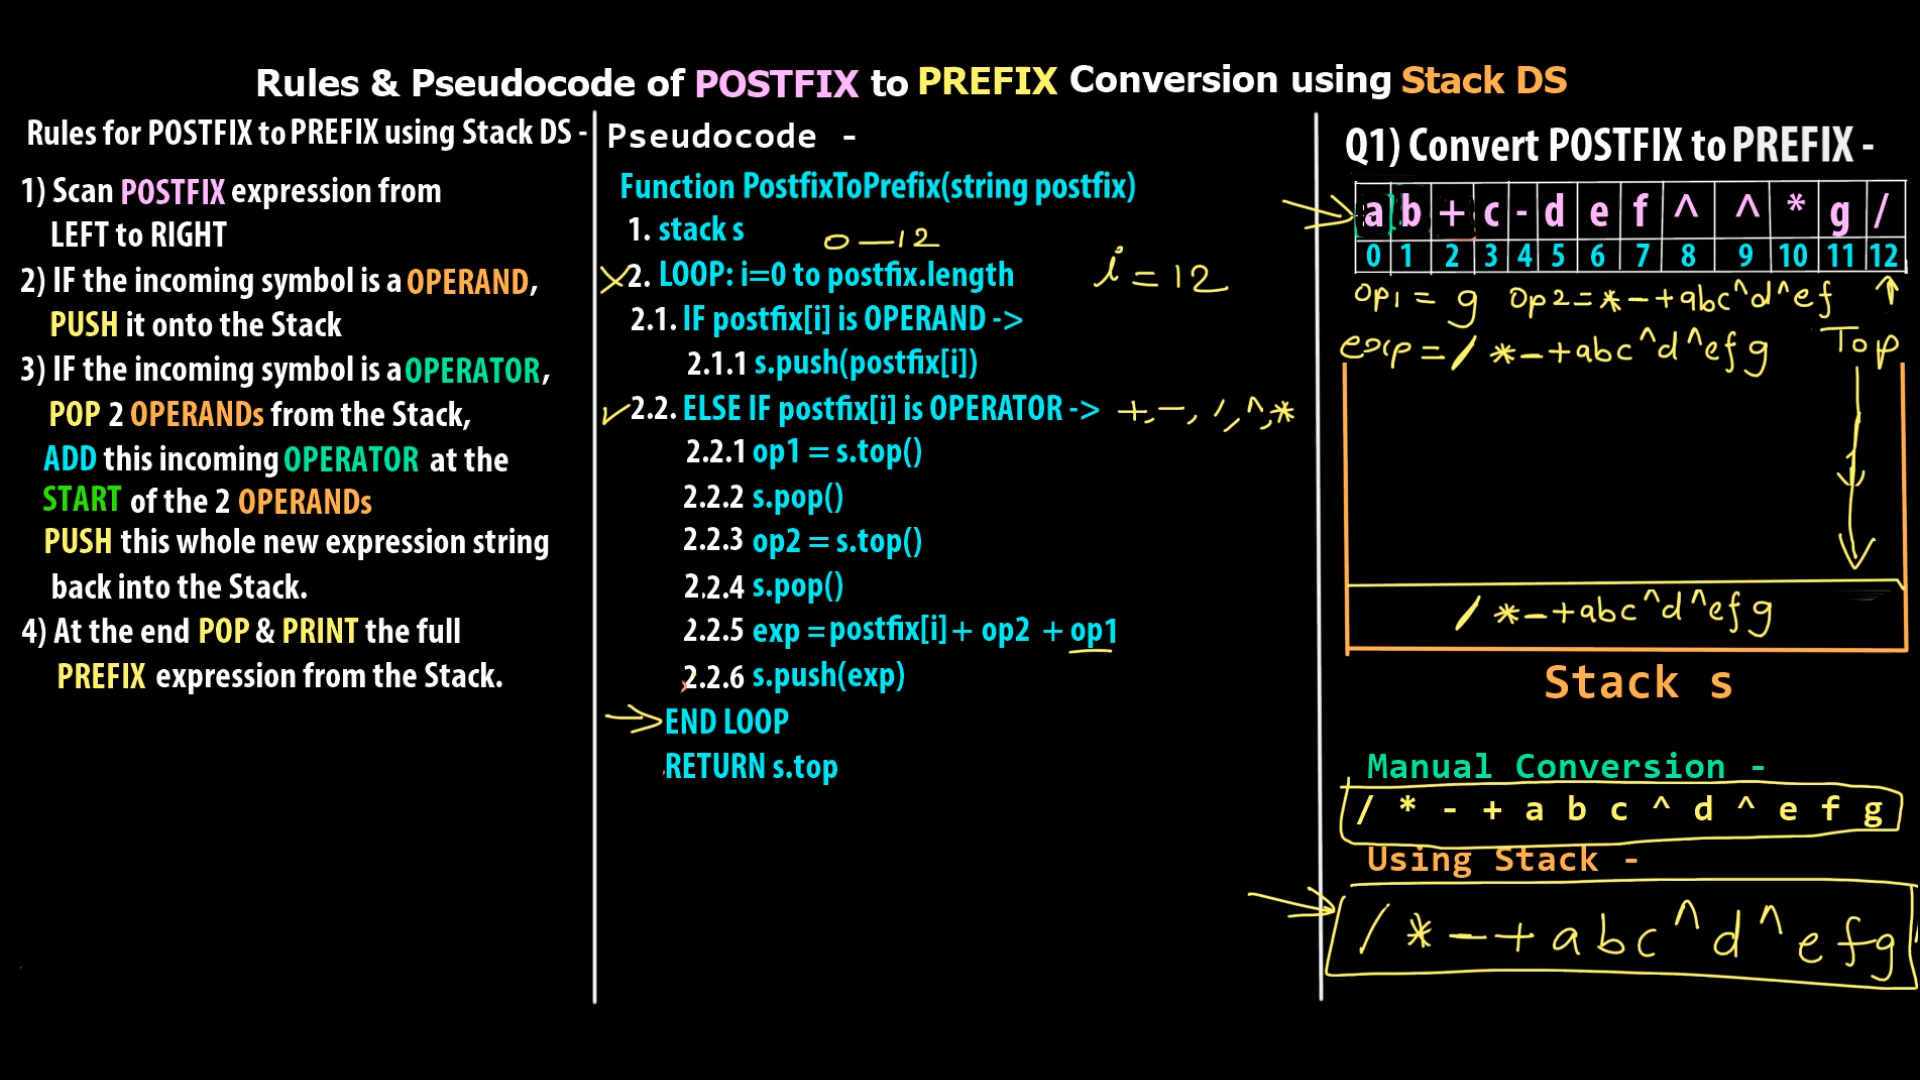 Rules & Pseudocode of POSTFIX to PREFIX Conversion using Stack DS
Rules for POSTFIX to PREFIX using Stack DS -
1) Scan POSTFIX expression from
LEFT to RIGHT
2) IF the incoming symbol is a OPERAND,
PUSH it onto the Stack
3) IF the incoming symbol is a OPERATOR,
POP 2 OPERANDs from the Stack,
ADD this incoming OPERATOR at the
START of the 2 OPERANDs
PUSH this whole new expression string
back into the Stack.
4) At the end POP & PRINT the full
PREFIX expression from the Stack.
Pseudocode -
Function PostfixToPrefix(string postfix)
1. stack s
0 — 12
2. LOOP: i=0 to postfix.length
i = 12
2.1. IF postfix[i] is OPERAND ->
2.1.1 s.push(postfix[i])
2.2. ELSE IF postfix[i] is OPERATOR -> +, -, /, ^, *
2.2.1 op1 = s.top()
2.2.2 s.pop()
2.2.3 op2 = s.top()
2.2.4 s.pop()
2.2.5 exp = postfix[i] + op2 + op1
2.2.6 s.push(exp)
END LOOP
RETURN s.top
Q1) Convert POSTFIX to PREFIX -
a b + c - d e f ^ ^ * g /
0 1 2 3 4 5 6 7 8 9 10 11 12
op1 = g op2 = *-+abc^d^ef
exp = / *-+abc^d^efg Top
/ *-+abc^d^efg
Stack s
Manual Conversion -
/ * - + a b c ^ d ^ e f g
Using Stack -
/ * - + a b c ^ d ^ e f g